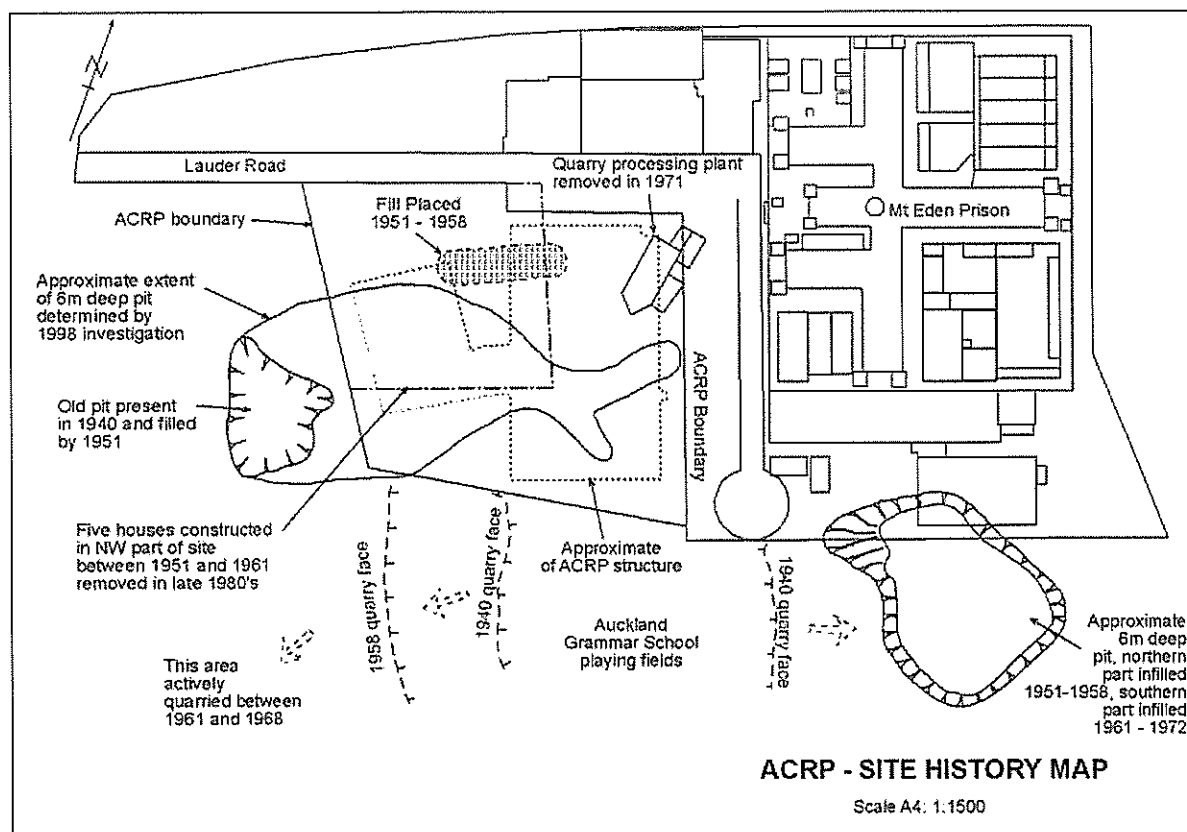 N
Lauder Road
Quarry processing plant
removed in 1971
ACRP boundary
Fill Placed
1951 - 1958
Mt Eden Prison
Approximate extent
of 6m deep pit
determined by
1998 investigation
ACRP Boundary
Old pit present
in 1940 and filled
by 1951
Five houses constructed
in NW part of site
between 1951 and 1961
removed in late 1980's
1958 quarry face
1940 quarry face
Approximate
of ACRP structure
1940 quarry face
Auckland
Grammar School
playing fields
This area
actively
quarried between
1961 and 1968
Approximate
6m deep
pit, northern
part infilled
1951-1958, southern
part infilled
1961 - 1972
ACRP - SITE HISTORY MAP
Scale A4: 1:1500